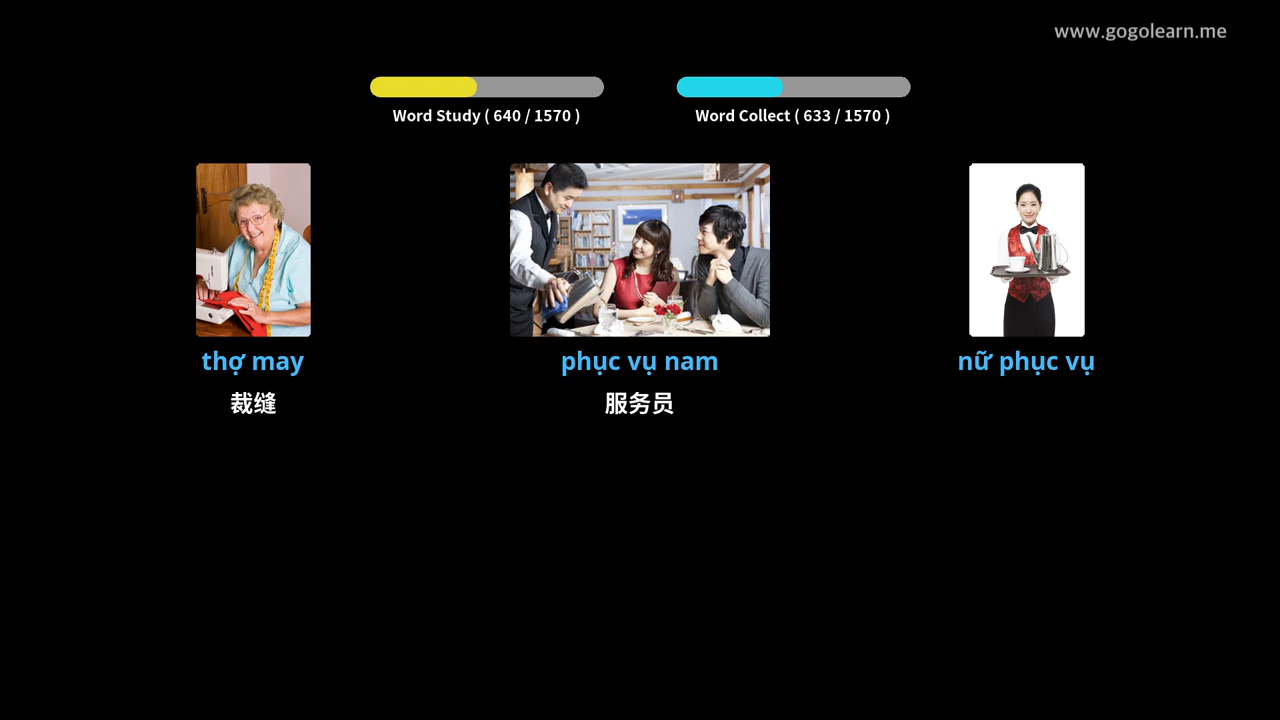 www.gogolearn.me
Word Study ( 640 / 1570 )
Word Collect ( 633 / 1570 )
thợ may
phục vụ nam
nữ phục vụ
裁缝
服务员